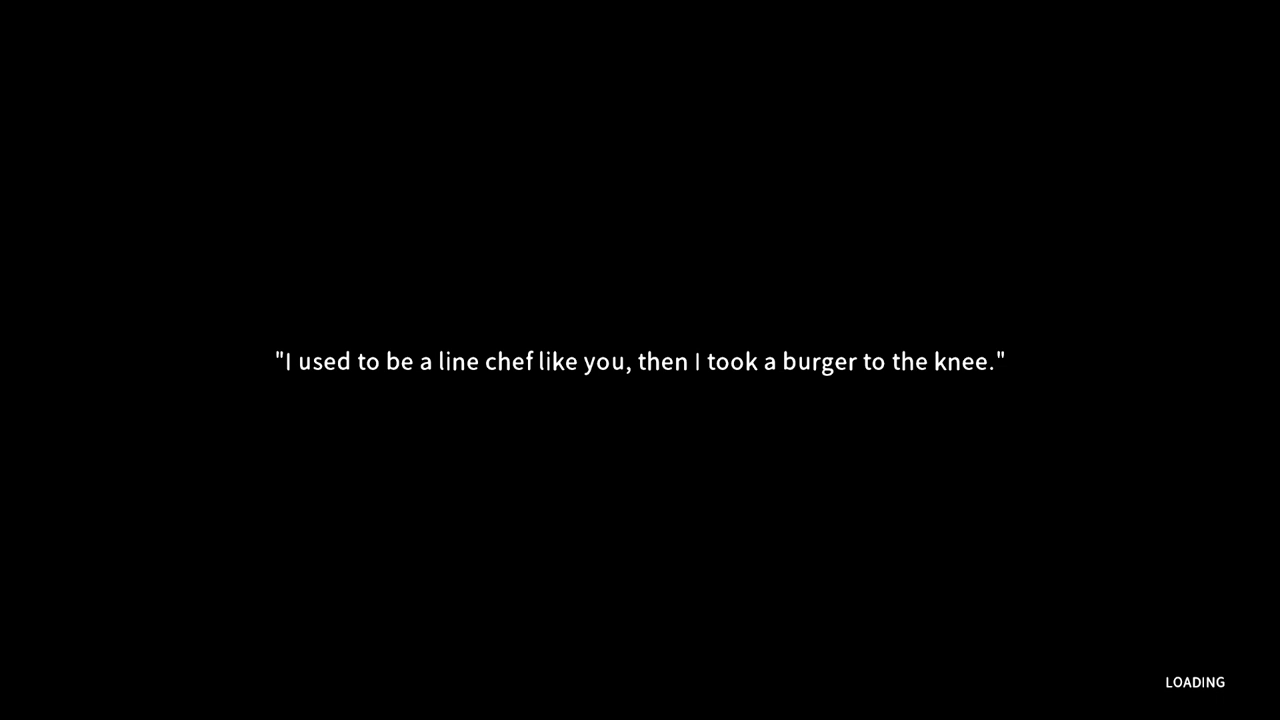 "I used to be a line chef like you, then I took a burger to the knee."
LOADING